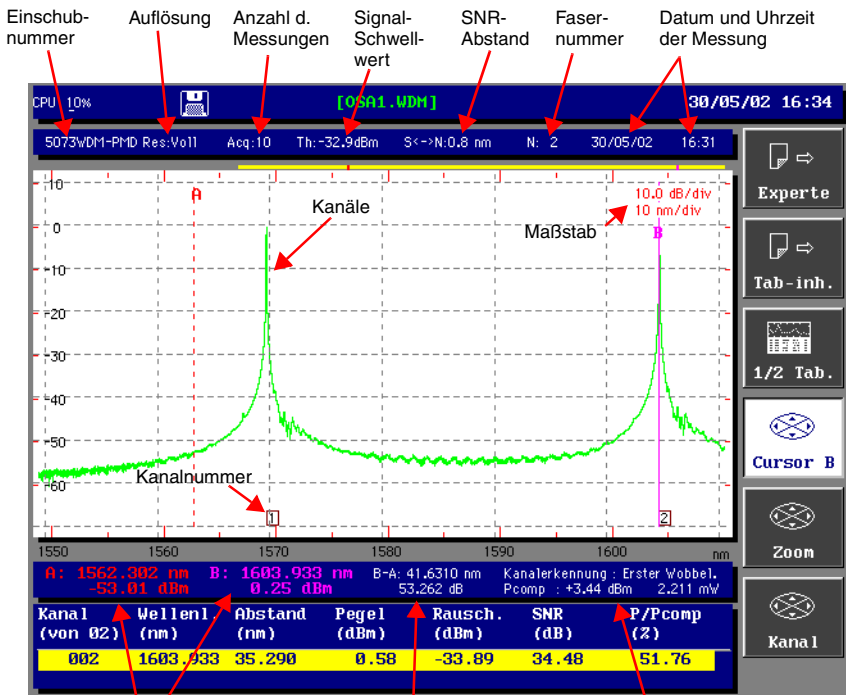 Einschub-
nummer
Auflösung
Anzahl d.
Messungen
Signal-
Schwell-
wert
SNR-
Abstand
Faser-
nummer
Datum und Uhrzeit
der Messung
CPU 10% [OSA1.WDM] 30/05/02 16:34
5073WDM-PMD Res:Voll Acq:10 Th:-32.9dBm S<->N:0.8 nm N: 2 30/05/02 16:31
10
A
Kanäle
10.0 dB/div
10 nm/div
Maßstab
B
0
-10
-20
-30
-40
-50
-60
Kanalnummer
1
2
1550 1560 1570 1580 1590 1600 nm
A: 1562.302 nm B: 1603.933 nm B-A: 41.6310 nm Kanalerkennung : Erster Wobbel.
-53.01 dBm 0.25 dBm 53.262 dB Pcomp : +3.44 dBm 2.211 mW
Kanal Wellenl. Abstand Pegel Rausch. SNR P/Pcomp
(von 02) (nm) (nm) (dBm) (dBm) (dB) (%)
002 1603.933 35.290 0.58 -33.89 34.48 51.76
Experte
Tab-inh.
1/2 Tab.
Cursor B
Zoom
Kanal